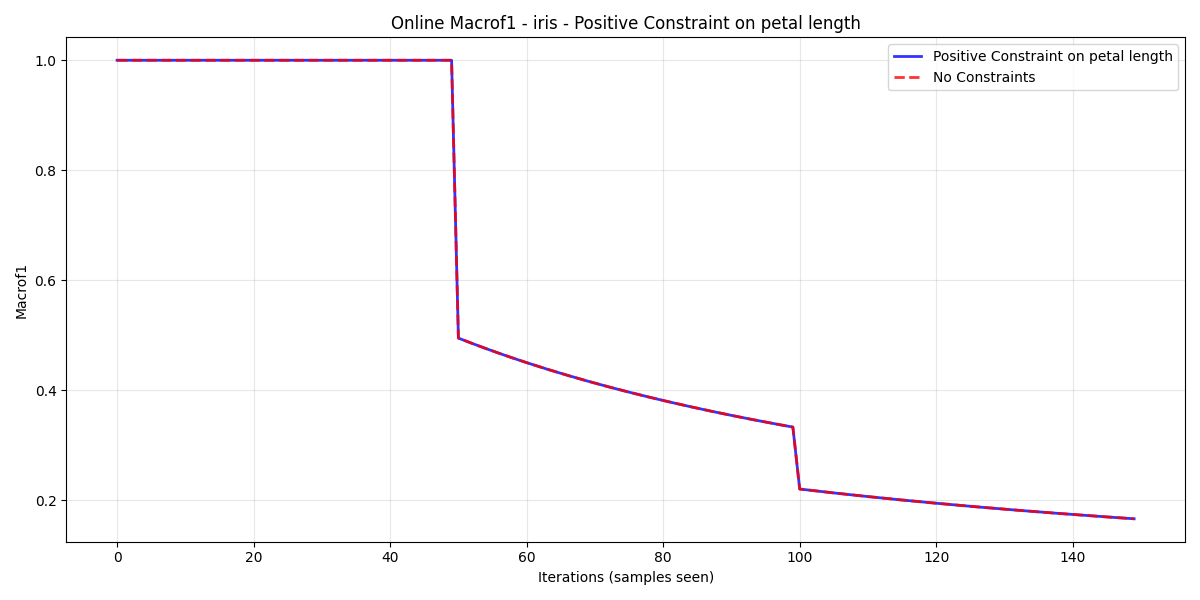 Online Macrof1 - iris - Positive Constraint on petal length
Positive Constraint on petal length
No Constraints
Macrof1
1.0
0.8
0.6
0.4
0.2
0 20 40 60 80 100 120 140
Iterations (samples seen)